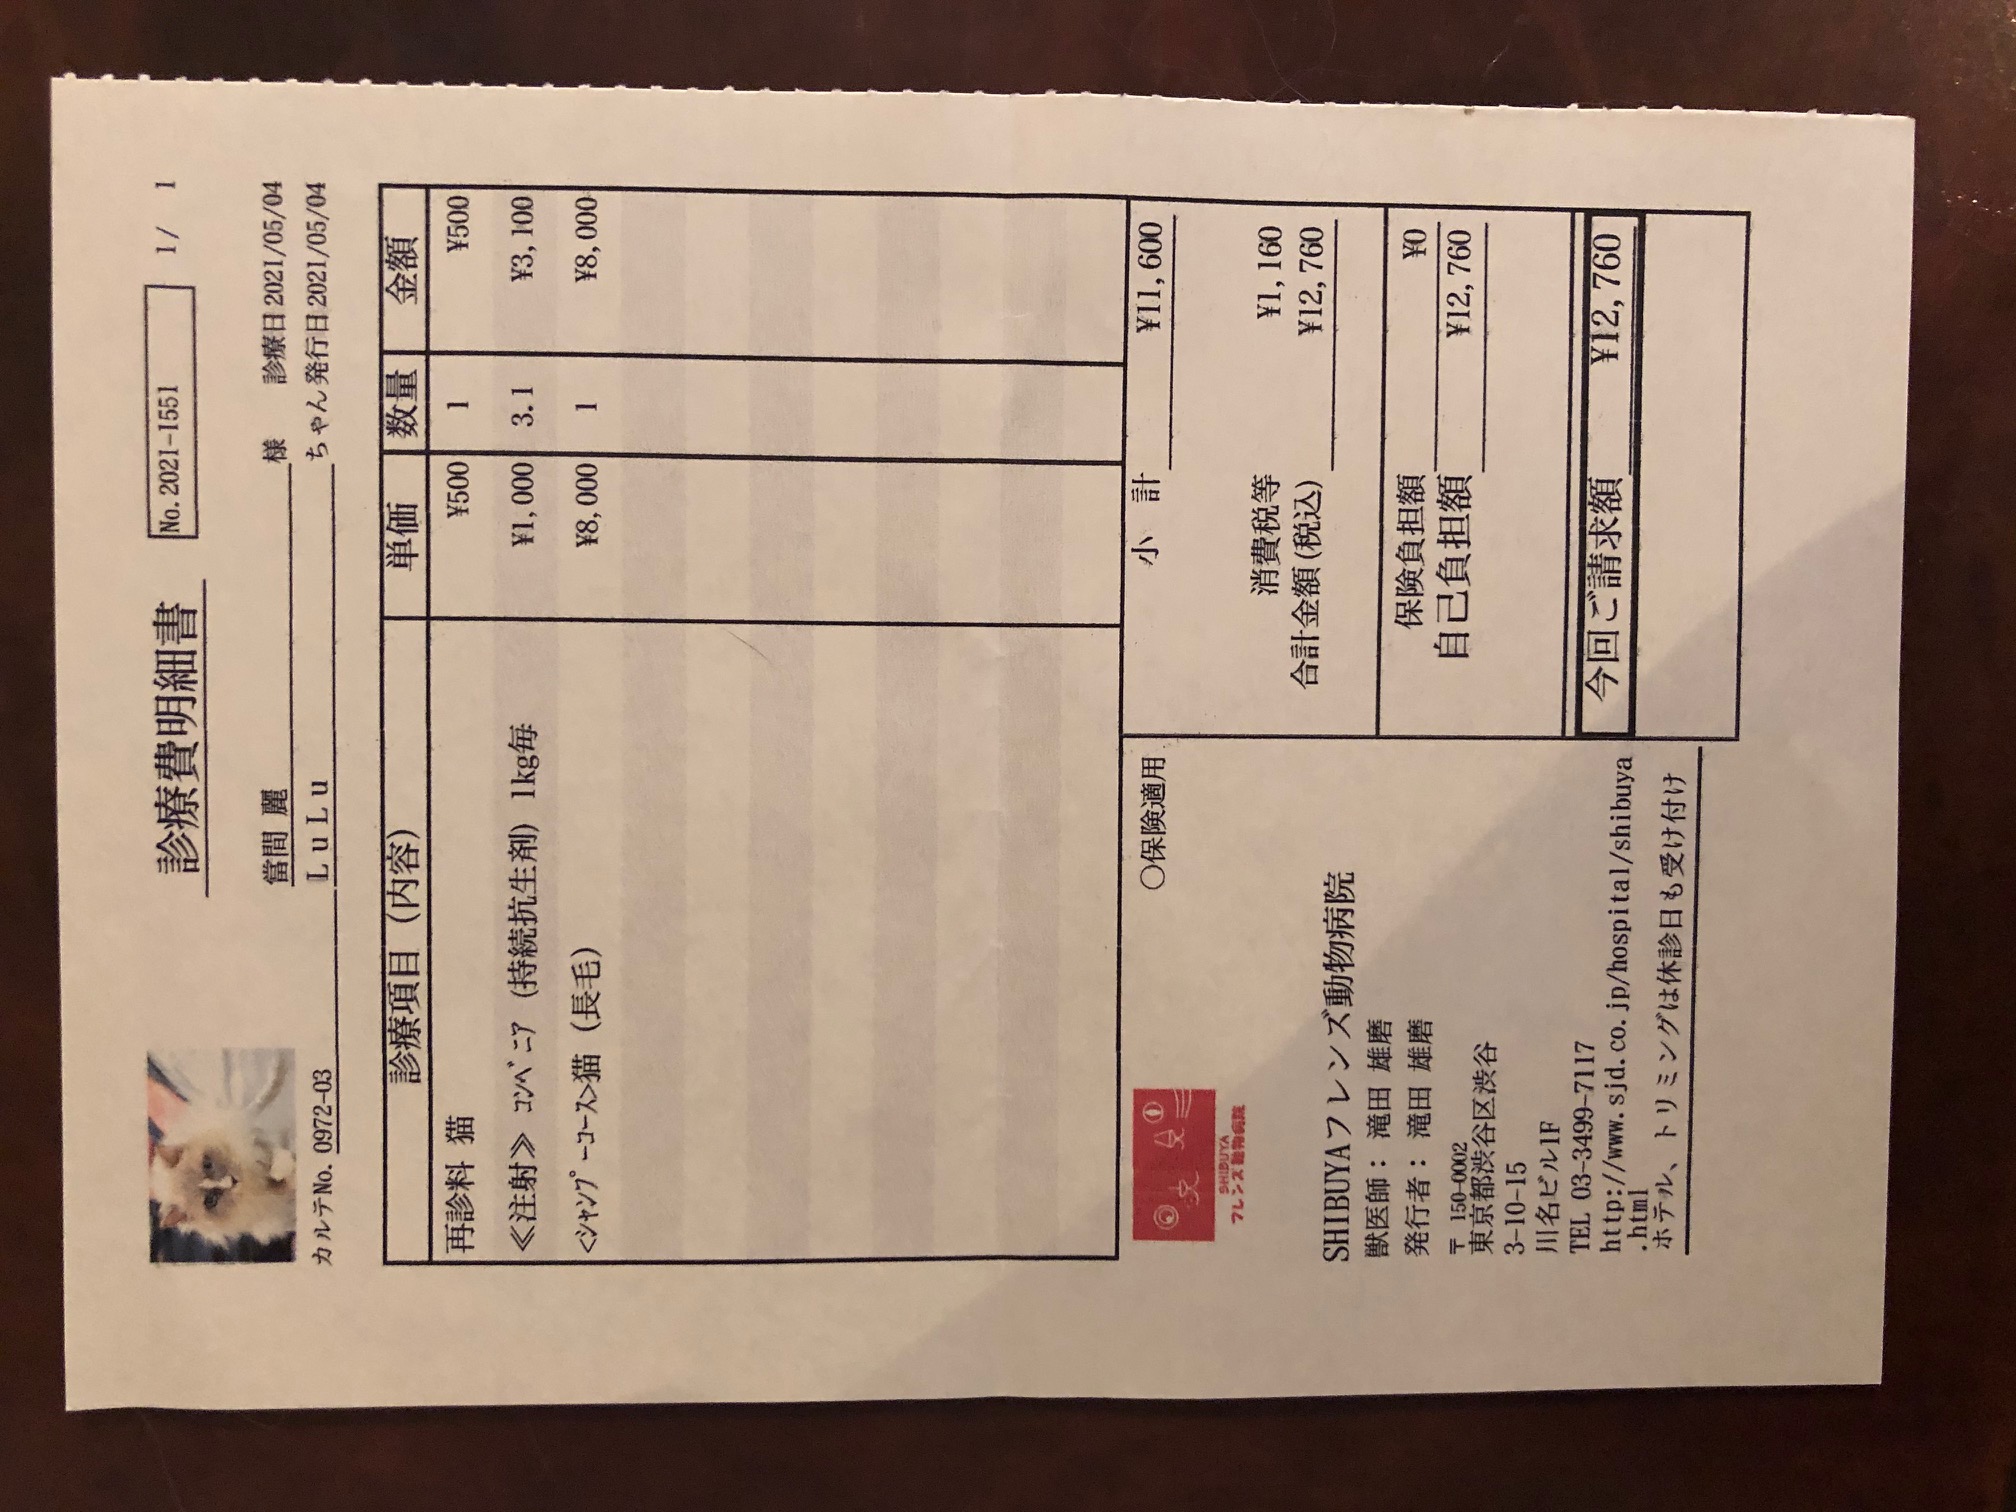 診療費明細書 No.2021-1551 1/ 1
當間 麗 様 診療日2021/05/04
カルテNo. 0972-03 LuLu ちゃん 発行日2021/05/04
診療項目（内容） 単価 数量 金額
再診料 猫 ¥500 1 ¥500
≪注射≫ ｺﾝﾍﾞﾆｱ (持続抗生剤) 1kg毎 ¥1,000 3.1 ¥3,100
<ｼｬﾝﾌﾟｰｺｰｽ>猫（長毛） ¥8,000 1 ¥8,000
〇保険適用
小 計 ¥11,600
消費税等 ¥1,160
合計金額(税込) ¥12,760
保険負担額 ¥0
自己負担額 ¥12,760
今回ご請求額 ¥12,760
SHIBUYA
フレンズ動物病院
SHIBUYAフレンズ動物病院
獣医師： 滝田 雄磨
発行者： 滝田 雄磨
〒 150-0002
東京都渋谷区渋谷
3-10-15
川名ビル1F
TEL 03-3499-7117
http://www.sjd.co.jp/hospital/shibuya
.html
ホテル、トリミングは休診日も受け付け